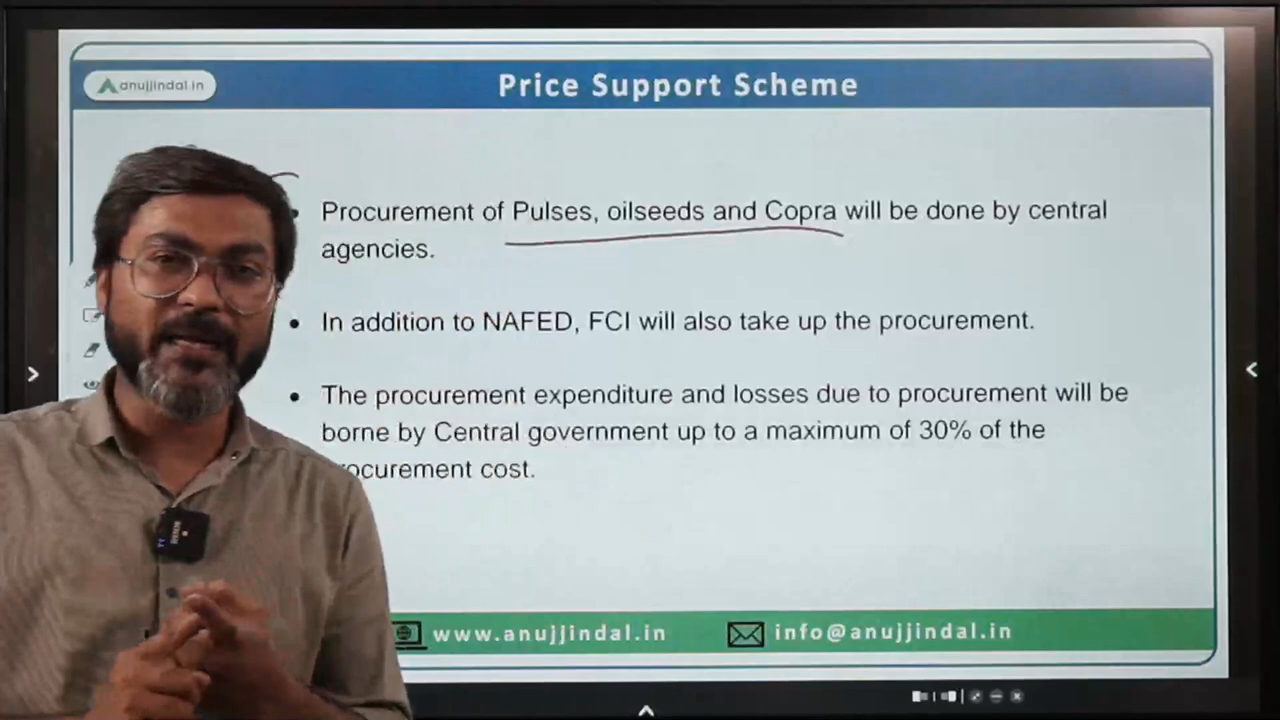 anujjindal.in
Price Support Scheme
Procurement of Pulses, oilseeds and Copra will be done by central
agencies.
In addition to NAFED, FCI will also take up the procurement.
The procurement expenditure and losses due to procurement will be
borne by Central government up to a maximum of 30% of the
rocurement cost.
www.anujjindal.in
info@anujjindal.in